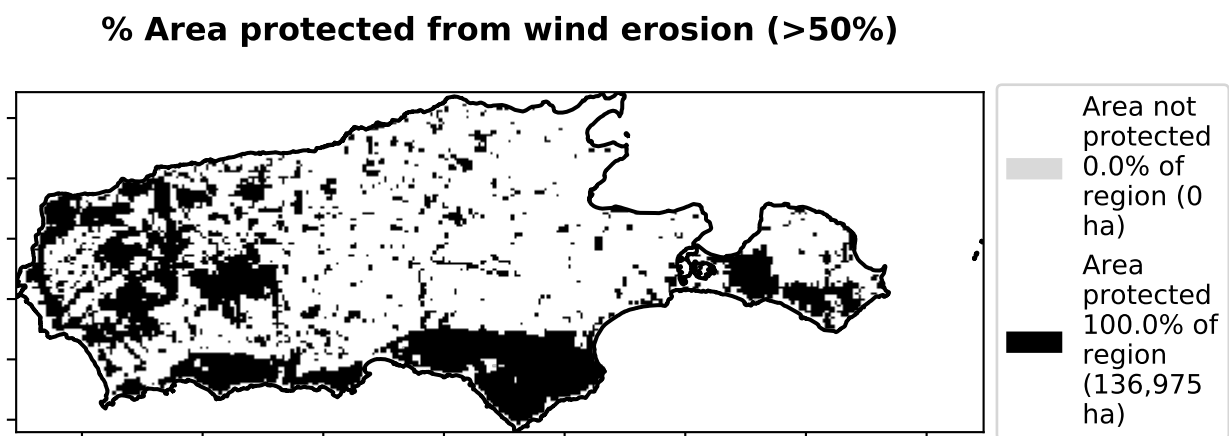 % Area protected from wind erosion (>50%)
Area not
protected
0.0% of
region (0
ha)
Area
protected
100.0% of
region
(136,975
ha)